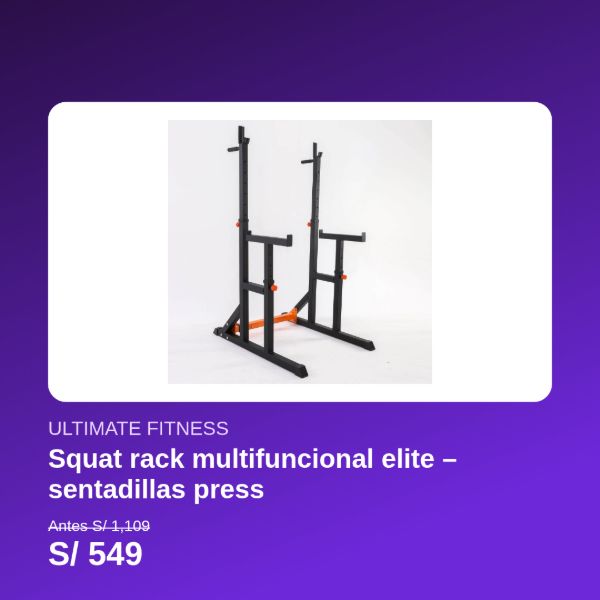 ULTIMATE FITNESS
Squat rack multifuncional elite –
sentadillas press
Antes S/ 1,109
S/ 549